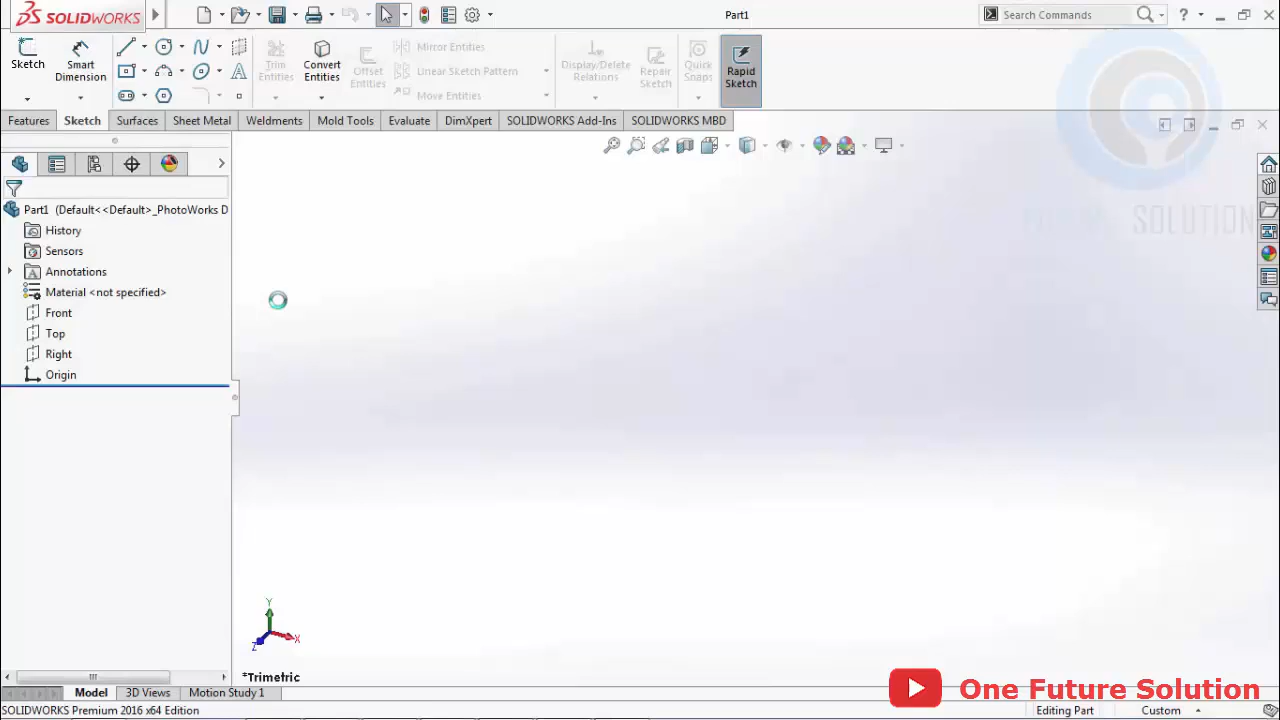 SOLIDWORKS
Part1
Search Commands
?
Sketch
Smart Dimension
Trim Entities
Convert Entities
Offset Entities
Mirror Entities
Linear Sketch Pattern
Move Entities
Display/Delete Relations
Repair Sketch
Quick Snaps
Rapid Sketch
Features
Sketch
Surfaces
Sheet Metal
Weldments
Mold Tools
Evaluate
DimXpert
SOLIDWORKS Add-Ins
SOLIDWORKS MBD
SOLUTION
Part1 (Default<<Default>_PhotoWorks D
History
Sensors
Annotations
Material <not specified>
Front
Top
Right
Origin
Y
X
Z
*Trimetric
Model
3D Views
Motion Study 1
One Future Solution
SOLIDWORKS Premium 2016 x64 Edition
Editing Part
Custom